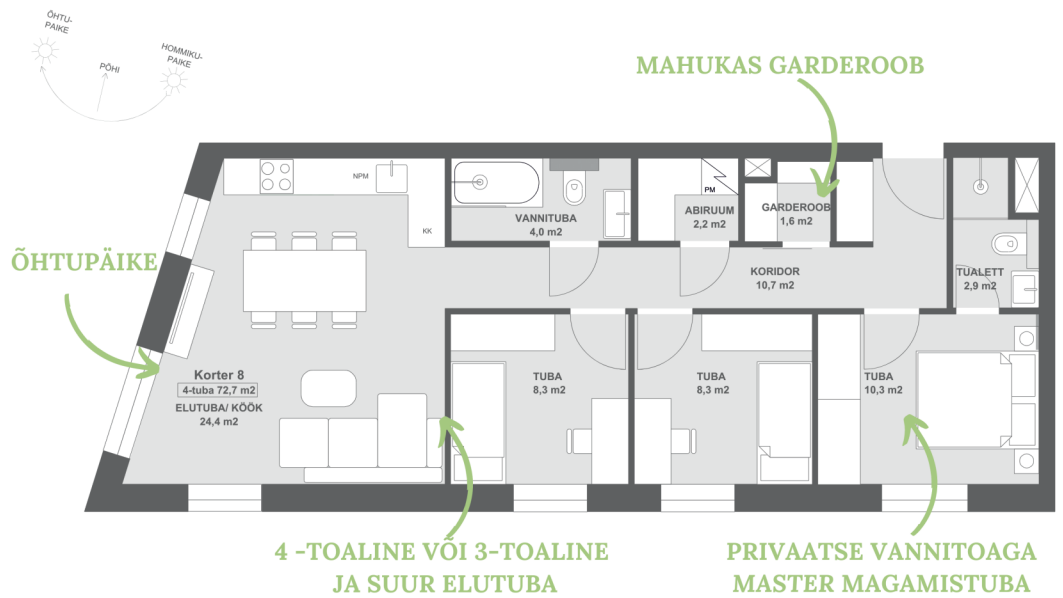 ÕHTU-
PAIKE
PÕHI
HOMMIKU-
PAIKE
MAHUKAS GARDEROOB
NPM
KK
VANNITUBA
4,0 m2
PM
ABIRUUM
2,2 m2
GARDEROOB
1,6 m2
KORIDOR
10,7 m2
TUALETT
2,9 m2
ÕHTUPÄIKE
Korter 8
4-tuba 72,7 m2
ELUTUBA/ KÖÖK
24,4 m2
TUBA
8,3 m2
TUBA
8,3 m2
TUBA
10,3 m2
4 -TOALINE VÕI 3-TOALINE
JA SUUR ELUTUBA
PRIVAATSE VANNITOAGA
MASTER MAGAMISTUBA